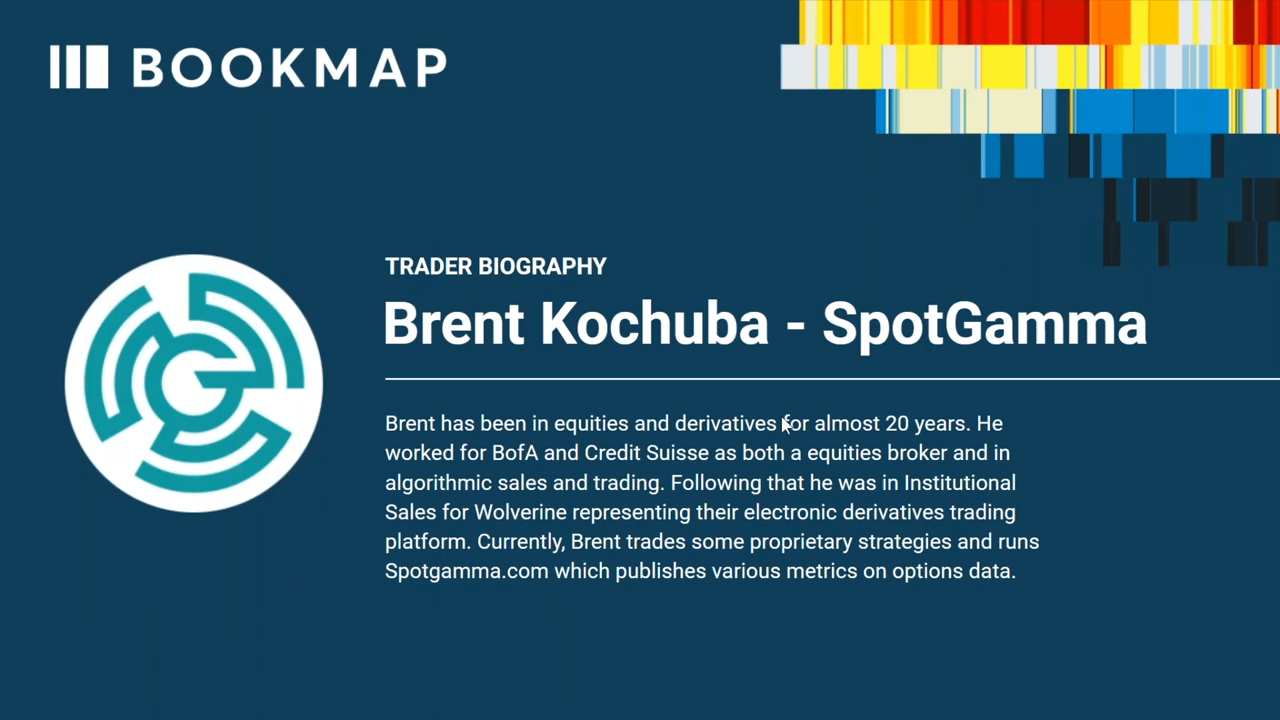 BOOKMAP
TRADER BIOGRAPHY
Brent Kochuba - SpotGamma
Brent has been in equities and derivatives for almost 20 years. He
worked for BofA and Credit Suisse as both a equities broker and in
algorithmic sales and trading. Following that he was in Institutional
Sales for Wolverine representing their electronic derivatives trading
platform. Currently, Brent trades some proprietary strategies and runs
Spotgamma.com which publishes various metrics on options data.